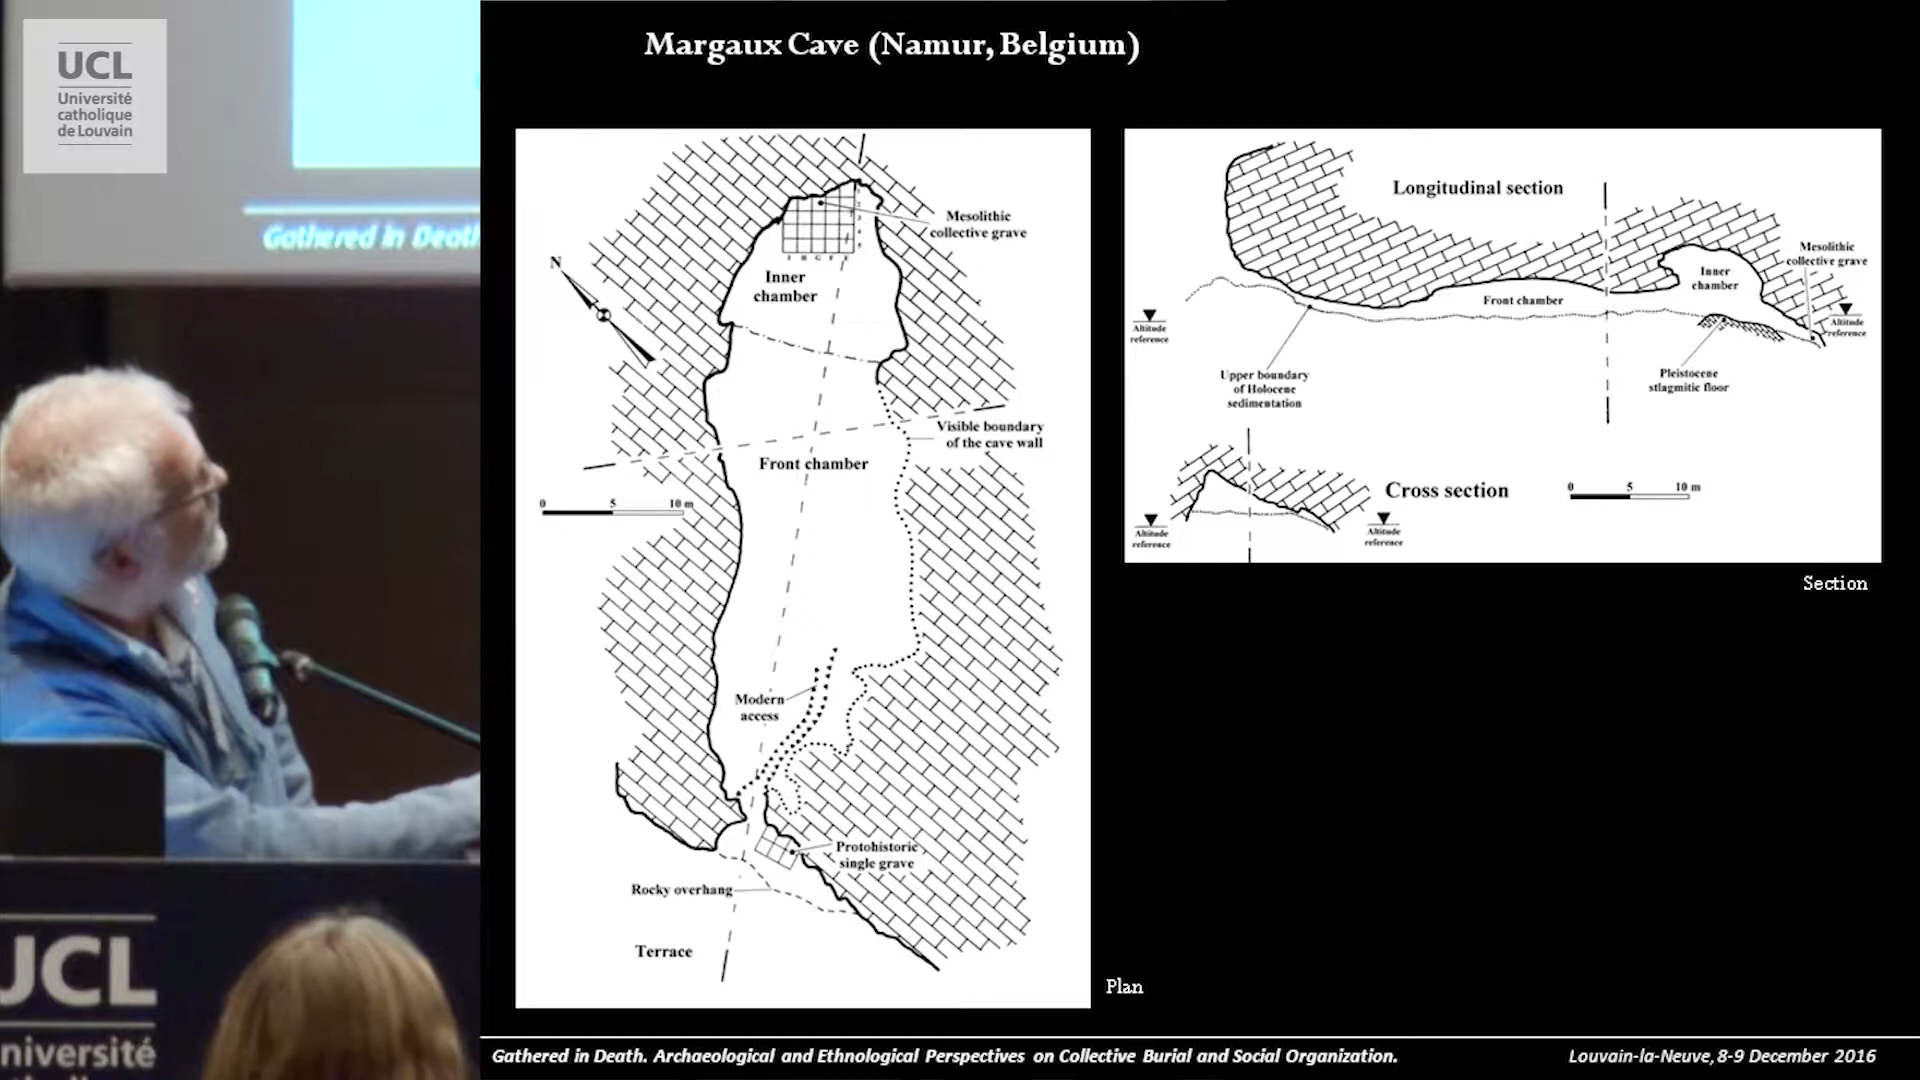 UCL
Université
catholique
de Louvain
Gathered in Death
UCL
niversité
Margaux Cave (Namur, Belgium)
N
Mesolithic
collective grave
I H G F E
Inner
chamber
Visible boundary
of the cave wall
Front chamber
0 5 10 m
Modern
access
Protohistoric
single grave
Rocky overhang
Terrace
Plan
Longitudinal section
Mesolithic
collective grave
Inner
chamber
Front chamber
Altitude
reference
Altitude
reference
Upper boundary
of Holocene
sedimentation
Pleistocene
stlagmitic floor
Cross section
0 5 10 m
Altitude
reference
Altitude
reference
Section
Gathered in Death. Archaeological and Ethnological Perspectives on Collective Burial and Social Organization.
Louvain-la-Neuve, 8-9 December 2016